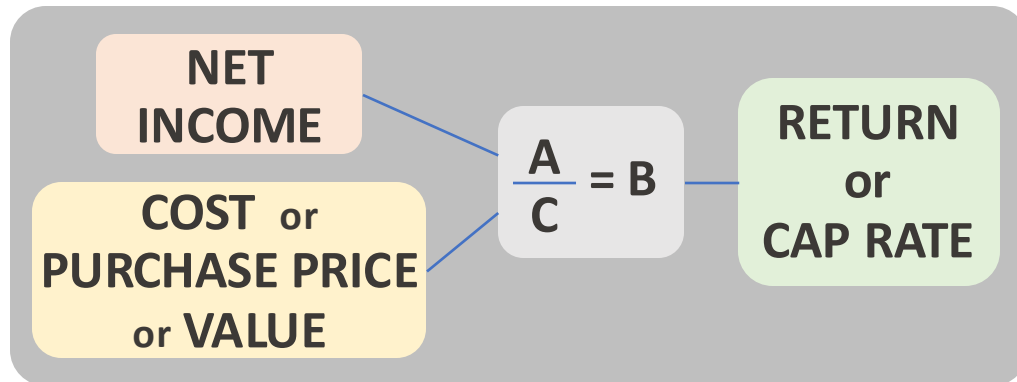 NET
INCOME
COST or
PURCHASE PRICE
or VALUE
A
C
= B
RETURN
or
CAP RATE